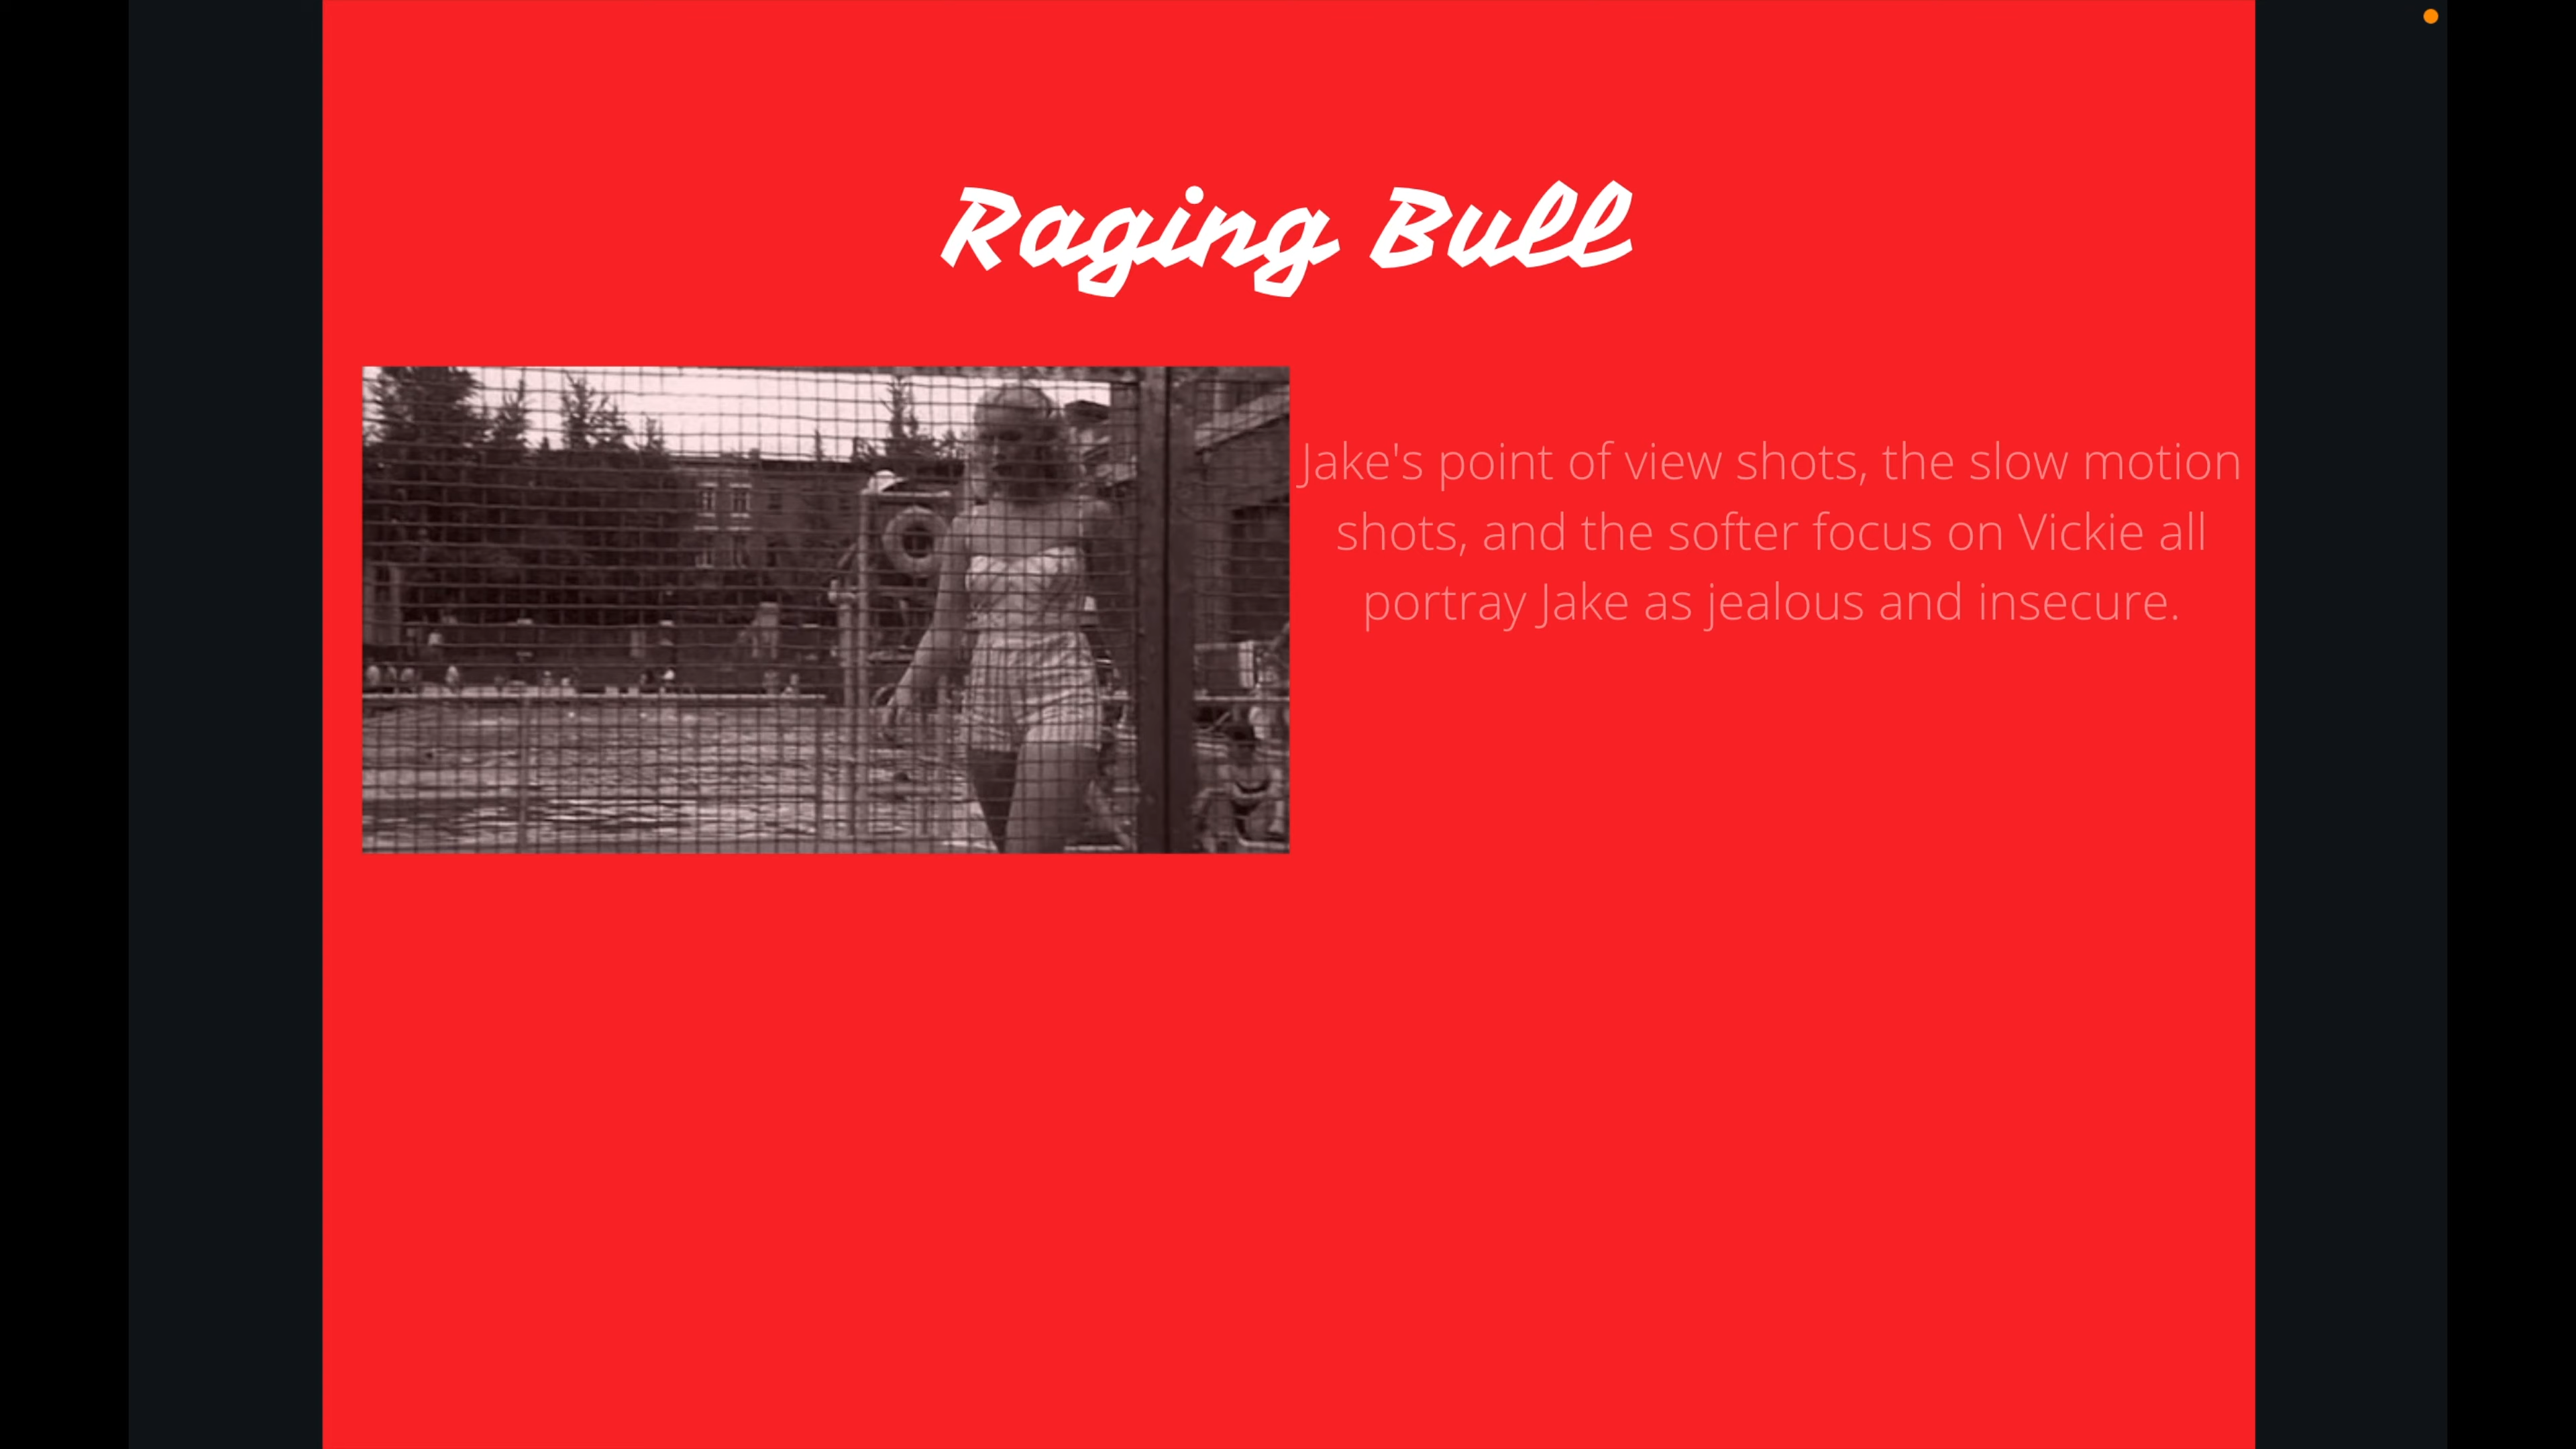 Raging Bull
Jake's point of view shots, the slow motion
shots, and the softer focus on Vickie all
portray Jake as jealous and insecure.